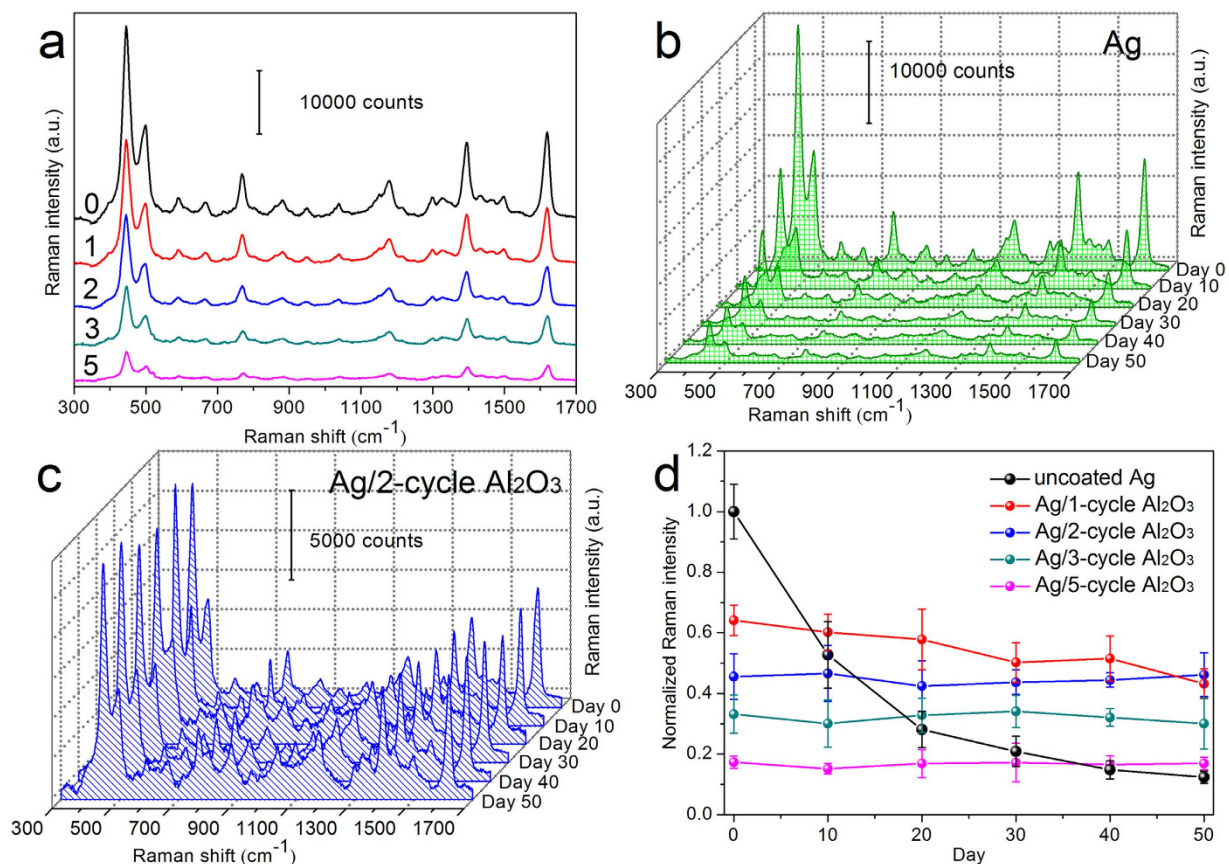 a
10000 counts
Raman intensity (a.u.)
0
1
2
3
5
300 500 700 900 1100 1300 1500 1700
Raman shift (cm⁻¹)
b
Ag
10000 counts
Raman intensity (a.u.)
Day 0
Day 10
Day 20
Day 30
Day 40
Day 50
300 500 700 900 1100 1300 1500 1700
Raman shift (cm⁻¹)
c
Ag/2-cycle Al₂O₃
5000 counts
Raman intensity (a.u.)
Day 0
Day 10
Day 20
Day 30
Day 40
Day 50
300 500 700 900 1100 1300 1500 1700
Raman shift (cm⁻¹)
d
uncoated Ag
Ag/1-cycle Al₂O₃
Ag/2-cycle Al₂O₃
Ag/3-cycle Al₂O₃
Ag/5-cycle Al₂O₃
Normalized Raman intensity
1.2
1.0
0.8
0.6
0.4
0.2
0.0
0 10 20 30 40 50
Day